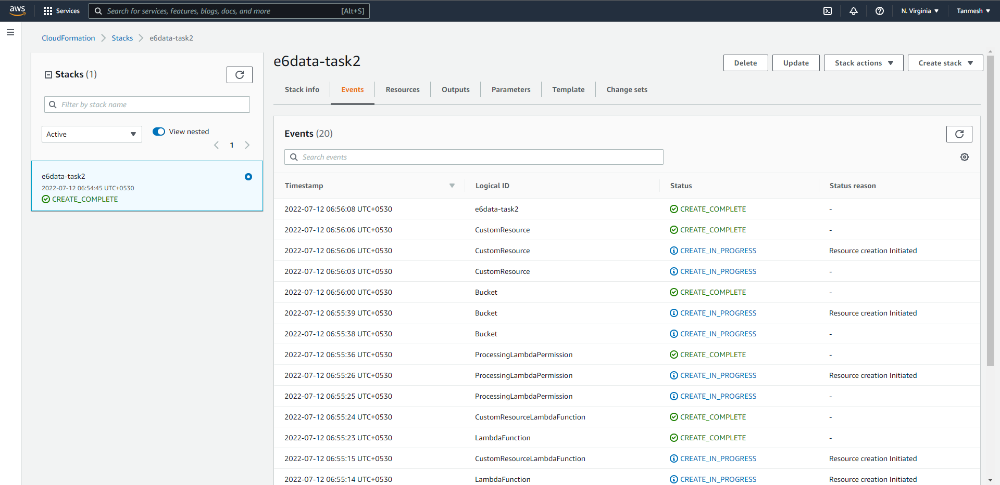 aws Services Search for services, features, blogs, docs, and more [Alt+S] N. Virginia Tanmesh
CloudFormation Stacks e6data-task2
Stacks (1)
Filter by stack name
Active View nested
1
e6data-task2
2022-07-12 06:54:45 UTC+0530
CREATE_COMPLETE
e6data-task2
Delete Update Stack actions Create stack
Stack info Events Resources Outputs Parameters Template Change sets
Events (20)
Search events
Timestamp Logical ID Status Status reason
2022-07-12 06:56:08 UTC+0530 e6data-task2 CREATE_COMPLETE -
2022-07-12 06:56:06 UTC+0530 CustomResource CREATE_COMPLETE -
2022-07-12 06:56:06 UTC+0530 CustomResource CREATE_IN_PROGRESS Resource creation Initiated
2022-07-12 06:56:03 UTC+0530 CustomResource CREATE_IN_PROGRESS -
2022-07-12 06:56:00 UTC+0530 Bucket CREATE_COMPLETE -
2022-07-12 06:55:39 UTC+0530 Bucket CREATE_IN_PROGRESS Resource creation Initiated
2022-07-12 06:55:38 UTC+0530 Bucket CREATE_IN_PROGRESS -
2022-07-12 06:55:36 UTC+0530 ProcessingLambdaPermission CREATE_COMPLETE -
2022-07-12 06:55:26 UTC+0530 ProcessingLambdaPermission CREATE_IN_PROGRESS Resource creation Initiated
2022-07-12 06:55:25 UTC+0530 ProcessingLambdaPermission CREATE_IN_PROGRESS -
2022-07-12 06:55:24 UTC+0530 CustomResourceLambdaFunction CREATE_COMPLETE -
2022-07-12 06:55:23 UTC+0530 LambdaFunction CREATE_COMPLETE -
2022-07-12 06:55:15 UTC+0530 CustomResourceLambdaFunction CREATE_IN_PROGRESS Resource creation Initiated
2022-07-12 06:55:14 UTC+0530 LambdaFunction CREATE_IN_PROGRESS Resource creation Initiated